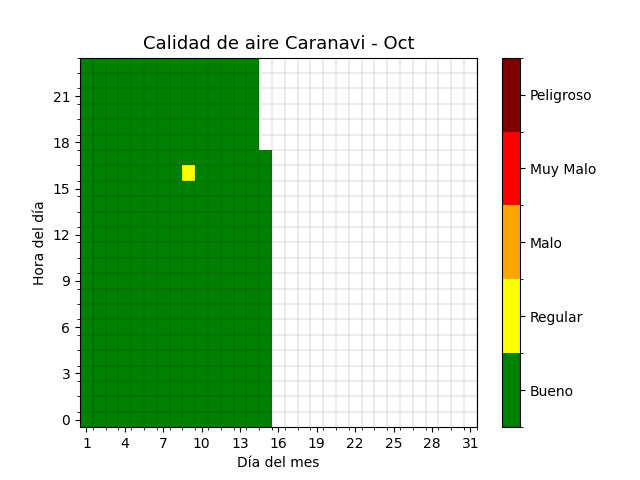 Calidad de aire Caranavi - Oct
Hora del día
21
18
15
12
9
6
3
0
1 4 7 10 13 16 19 22 25 28 31
Día del mes
Peligroso
Muy Malo
Malo
Regular
Bueno